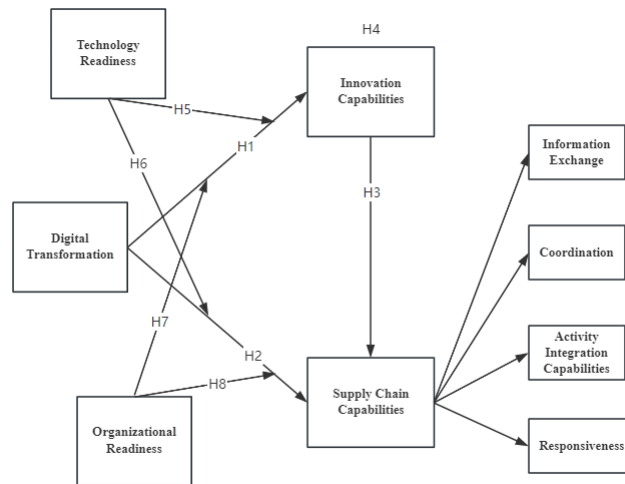 H4
Technology
Readiness
Innovation
Capabilities
H5
H1
H6
Information
Exchange
H3
Digital
Transformation
Coordination
H7
H2
Activity
Integration
Capabilities
H8
Supply Chain
Capabilities
Organizational
Readiness
Responsiveness